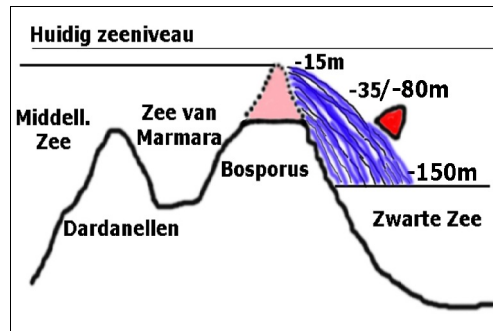 Huidig zeeniveau
-15m
-35/-80m
Middell.
Zee
Zee van
Marmara
Bosporus
-150m
Dardanellen
Zwarte Zee